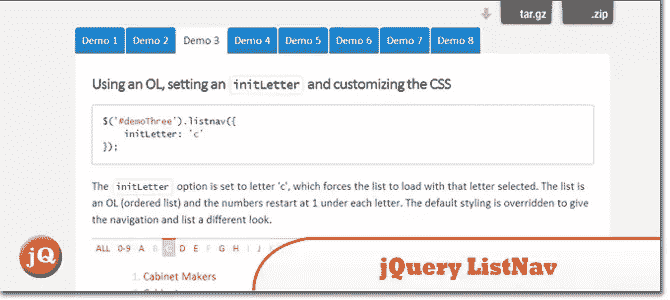 tar.gz .zip
Demo 1 Demo 2 Demo 3 Demo 4 Demo 5 Demo 6 Demo 7 Demo 8
Using an OL, setting an initLetter and customizing the CSS
$('#demoThree').listnav({
initLetter: 'c'
});
The initLetter option is set to letter 'c', which forces the list to load with that letter selected. The list is
an OL (ordered list) and the numbers restart at 1 under each letter. The default styling is overridden to give
the navigation and list a different look.
ALL 0-9 A B C D E F G H I J
1. Cabinet Makers
jQ
jQuery ListNav